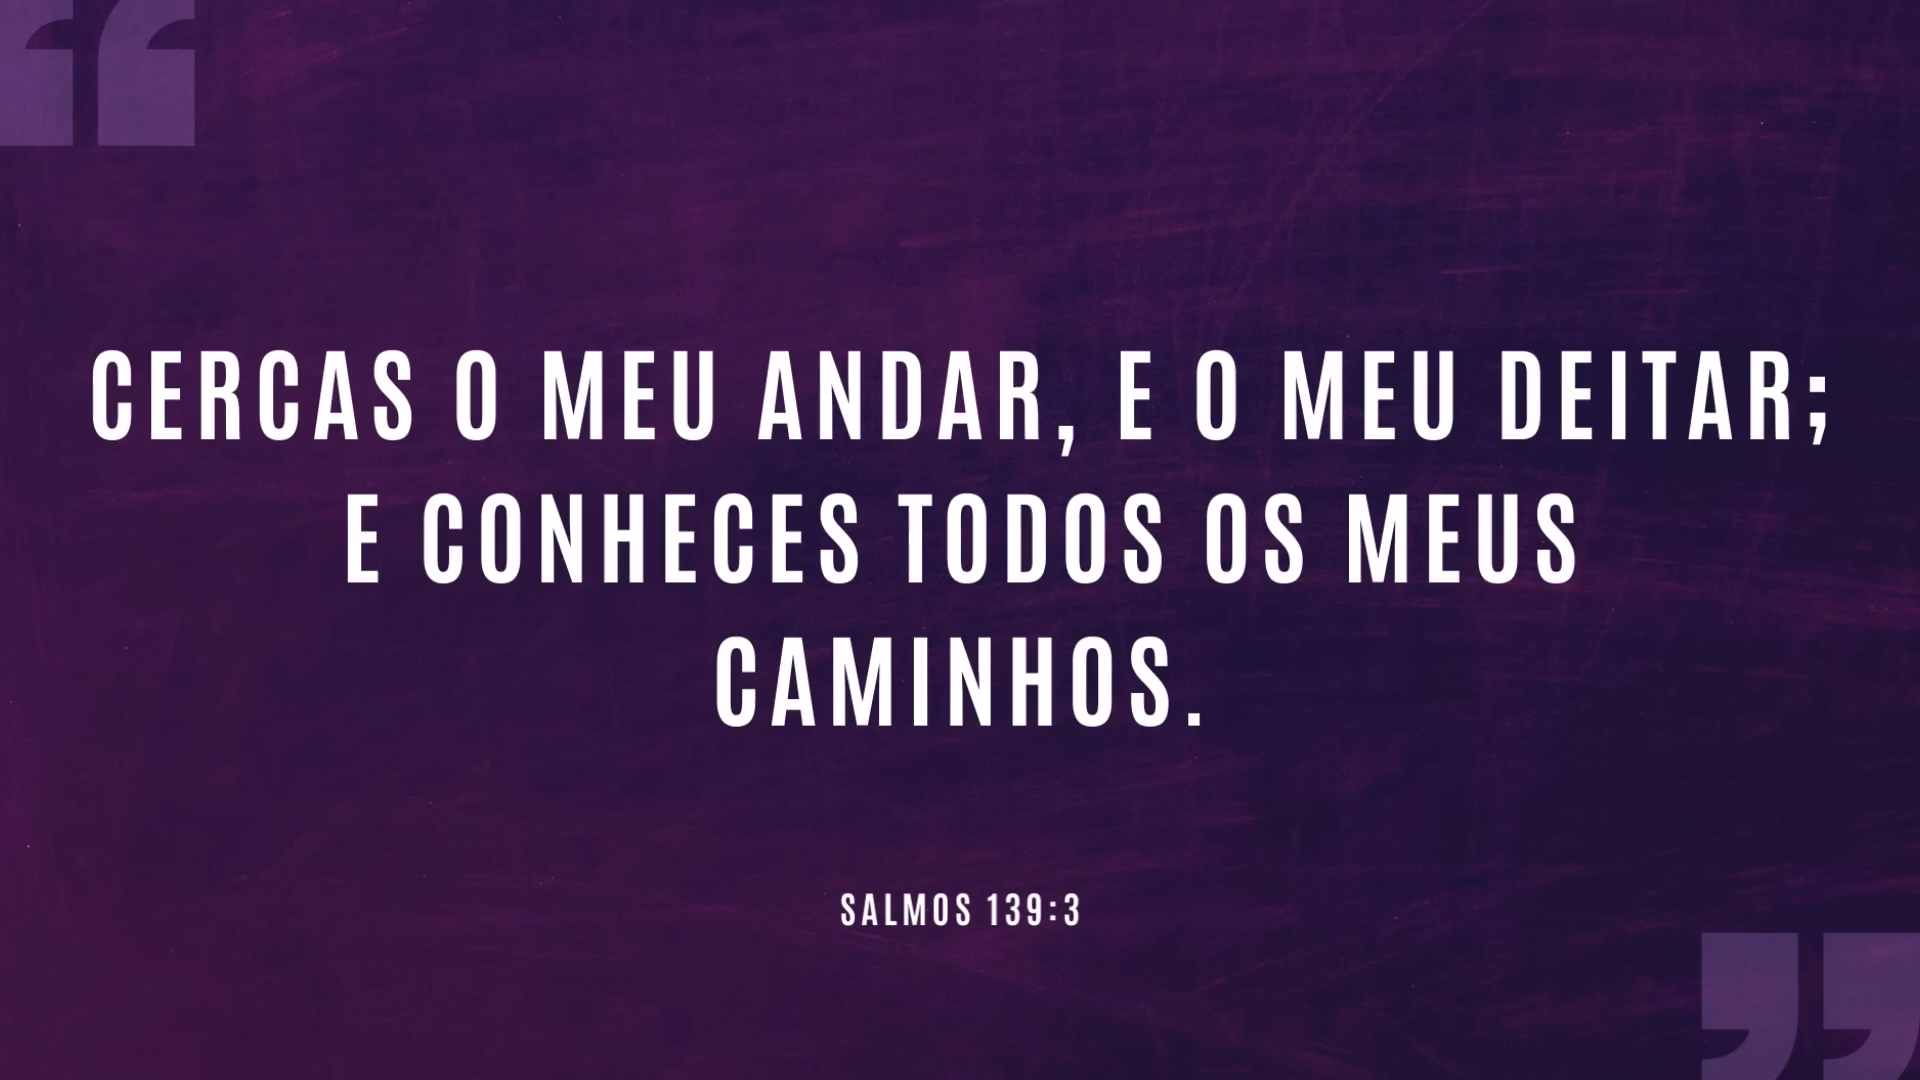 CERCAS O MEU ANDAR, E O MEU DEITAR;
E CONHECES TODOS OS MEUS
CAMINHOS.
SALMOS 139:3